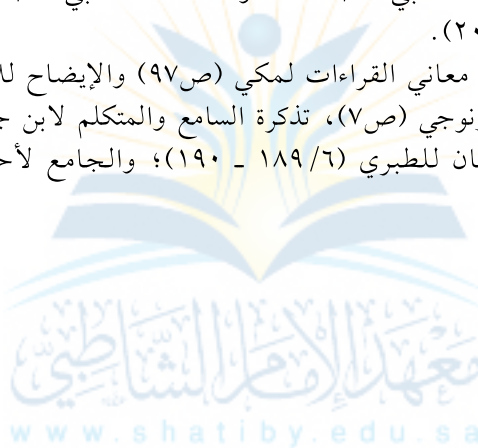 ٢٠).
معاني القراءات لمكي (ص٩٧) والإيضاح لل
نوجي (ص٧)، تذكرة السامع والمتكلم لابن ج
ان للطبري (٦/ ١٨٩ ـ ١٩٠)؛ والجامع لأح
معهد الإمام الشاطبي
www.shatiby.edu.sa